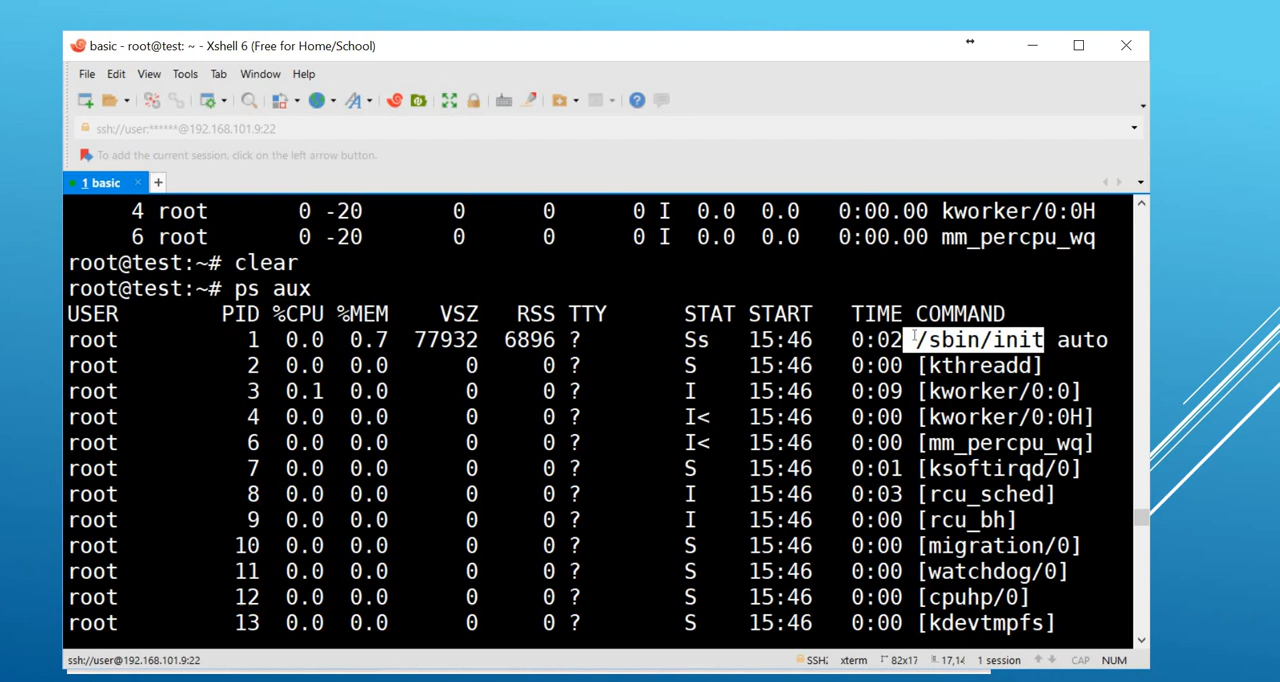 basic - root@test: ~ - Xshell 6 (Free for Home/School)
File Edit View Tools Tab Window Help
ssh://user:******@192.168.101.9:22
To add the current session, click on the left arrow button.
1 basic
4 root 0 -20 0 0 0 I 0.0 0.0 0:00.00 kworker/0:0H
6 root 0 -20 0 0 0 I 0.0 0.0 0:00.00 mm_percpu_wq
root@test:~# clear
root@test:~# ps aux
USER PID %CPU %MEM VSZ RSS TTY STAT START TIME COMMAND
root 1 0.0 0.7 77932 6896 ? Ss 15:46 0:02 /sbin/init auto
root 2 0.0 0.0 0 0 ? S 15:46 0:00 [kthreadd]
root 3 0.1 0.0 0 0 ? I 15:46 0:09 [kworker/0:0]
root 4 0.0 0.0 0 0 ? I< 15:46 0:00 [kworker/0:0H]
root 6 0.0 0.0 0 0 ? I< 15:46 0:00 [mm_percpu_wq]
root 7 0.0 0.0 0 0 ? S 15:46 0:01 [ksoftirqd/0]
root 8 0.0 0.0 0 0 ? I 15:46 0:03 [rcu_sched]
root 9 0.0 0.0 0 0 ? I 15:46 0:00 [rcu_bh]
root 10 0.0 0.0 0 0 ? S 15:46 0:00 [migration/0]
root 11 0.0 0.0 0 0 ? S 15:46 0:00 [watchdog/0]
root 12 0.0 0.0 0 0 ? S 15:46 0:00 [cpuhp/0]
root 13 0.0 0.0 0 0 ? S 15:46 0:00 [kdevtmpfs]
ssh://user@192.168.101.9:22 SSH2 xterm 82x17 17,14 1 session CAP NUM